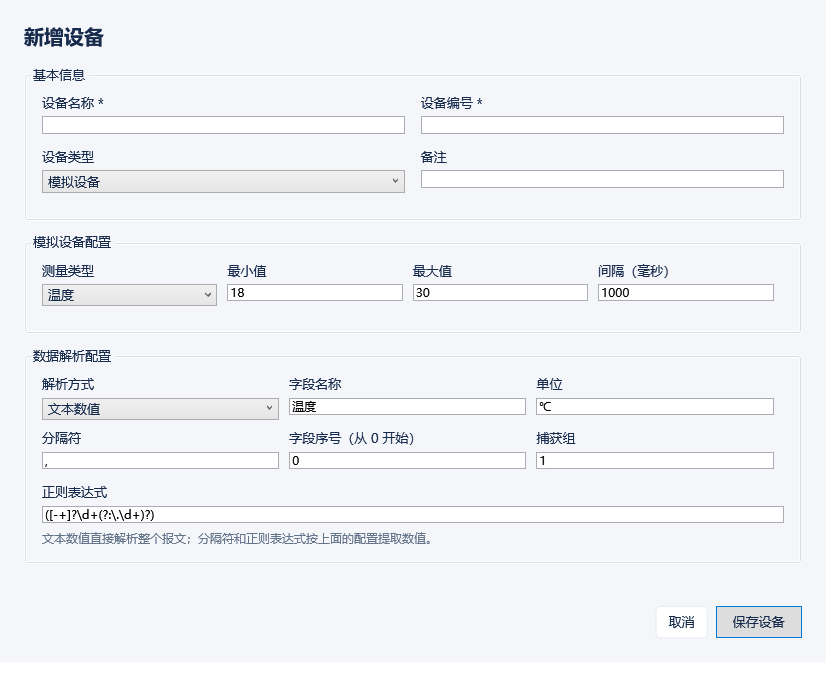 新增设备
基本信息
设备名称 * 设备编号 *
设备类型 备注
模拟设备
模拟设备配置
测量类型 最小值 最大值 间隔（毫秒）
温度 18 30 1000
数据解析配置
解析方式 字段名称 单位
文本数值 温度 ℃
分隔符 字段序号（从 0 开始） 捕获组
, 0 1
正则表达式
([-+]?\d+(?:\.\d+)?)
文本数值直接解析整个报文；分隔符和正则表达式按上面的配置提取数值。
取消 保存设备